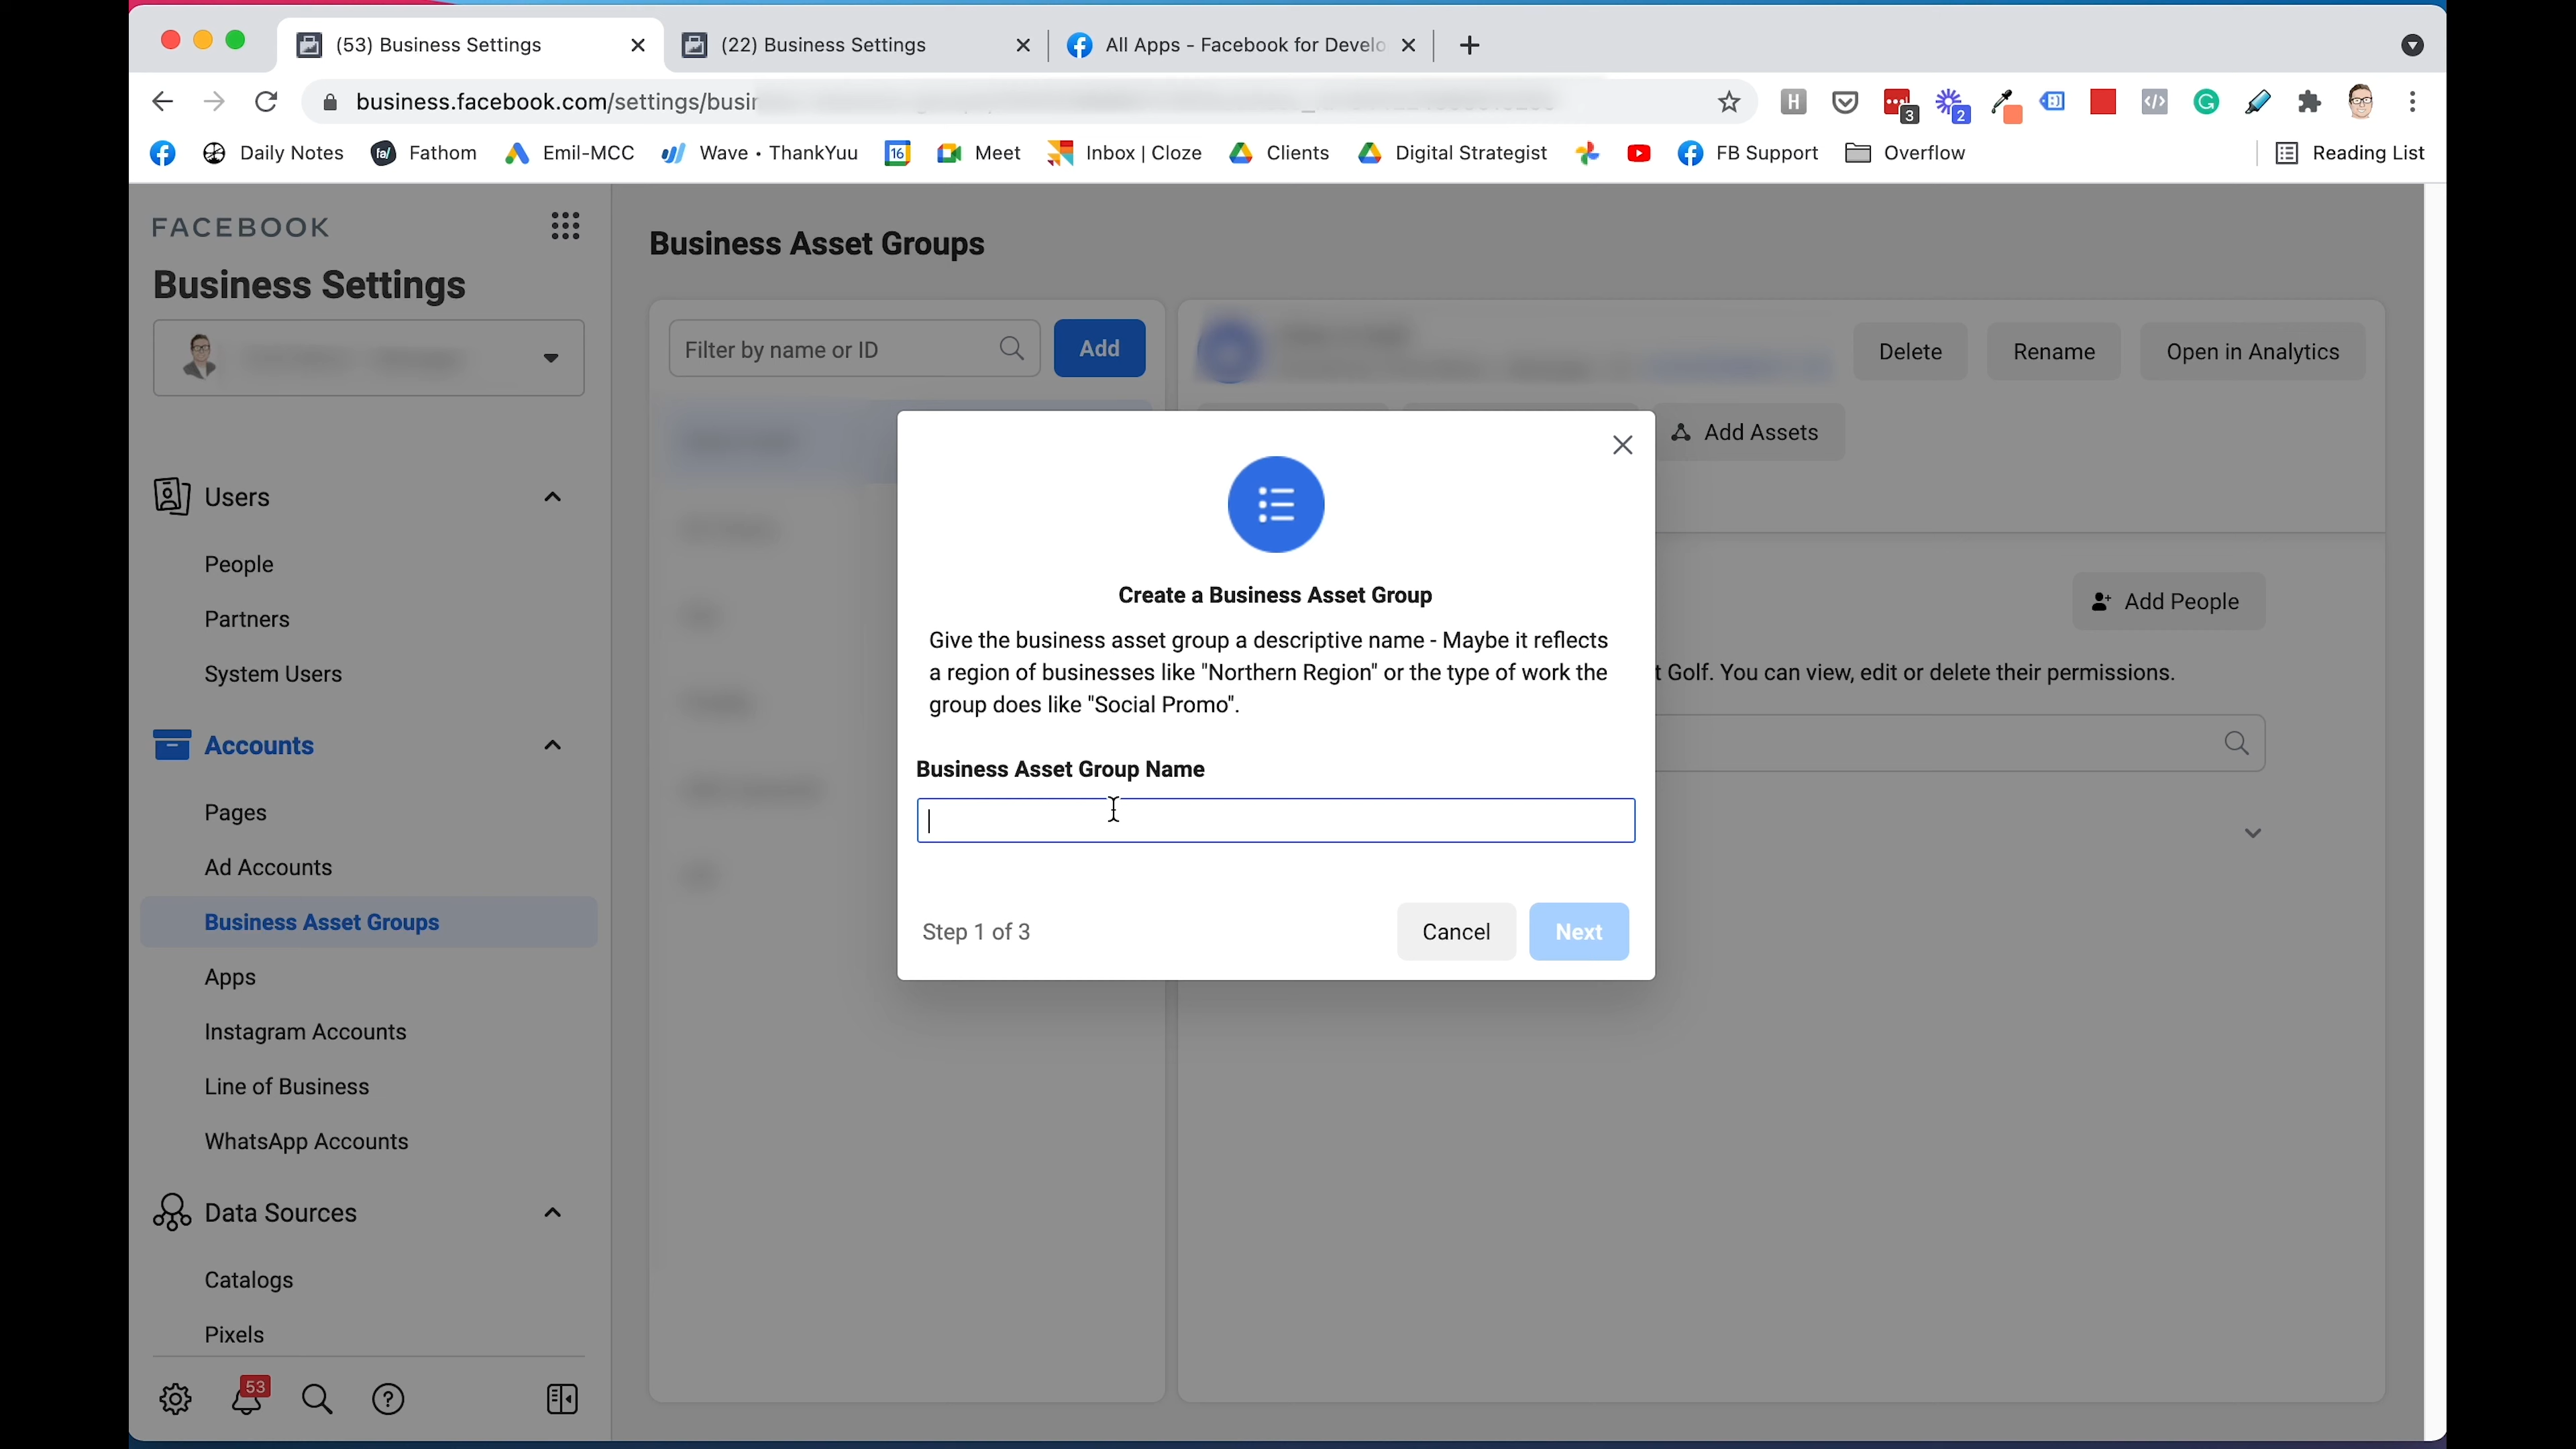 (53) Business Settings
(22) Business Settings
All Apps - Facebook for Develo
business.facebook.com/settings/busi
H
3
2
Daily Notes
fa/ Fathom
Emil-MCC
Wave • ThankYuu
16
Meet
Inbox | Cloze
Clients
Digital Strategist
FB Support
Overflow
Reading List
FACEBOOK
Business Settings
Users
People
Partners
System Users
Accounts
Pages
Ad Accounts
Business Asset Groups
Apps
Instagram Accounts
Line of Business
WhatsApp Accounts
Data Sources
Catalogs
Pixels
53
Business Asset Groups
Filter by name or ID
Add
Delete
Rename
Open in Analytics
Add Assets
Add People
t Golf. You can view, edit or delete their permissions.
Create a Business Asset Group
Give the business asset group a descriptive name - Maybe it reflects
a region of businesses like "Northern Region" or the type of work the
group does like "Social Promo".
Business Asset Group Name
Step 1 of 3
Cancel
Next